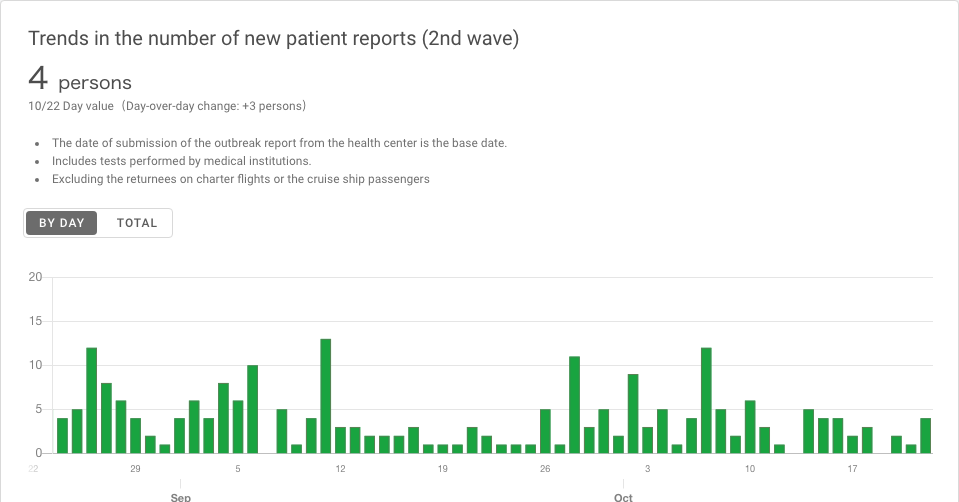 Trends in the number of new patient reports (2nd wave)
4 persons
10/22 Day value （Day-over-day change: +3 persons）
• The date of submission of the outbreak report from the health center is the base date.
• Includes tests performed by medical institutions.
• Excluding the returnees on charter flights or the cruise ship passengers
BY DAY TOTAL
20
15
10
5
0
22 29 5 12 19 26 3 10 17
Sep Oct